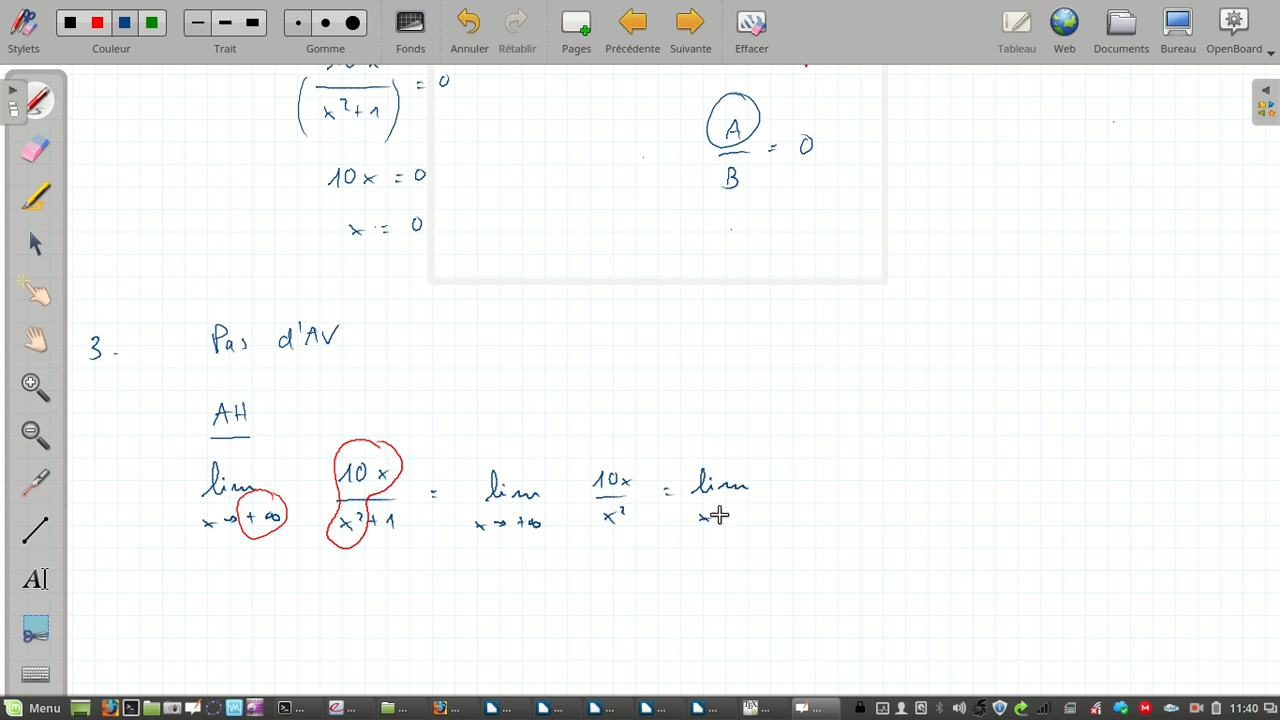 Stylets Couleur Trait Gomme Fonds Annuler Rétablir Pages Précédente Suivante Effacer Tableau Web Documents Bureau OpenBoard
x²+1 = 0
A
B = 0
10x = 0
x = 0
3. Pas d'AV
AH
lim x→+∞ 10x / x²+1 = lim x→+∞ 10x / x² = lim x
Menu 11:40